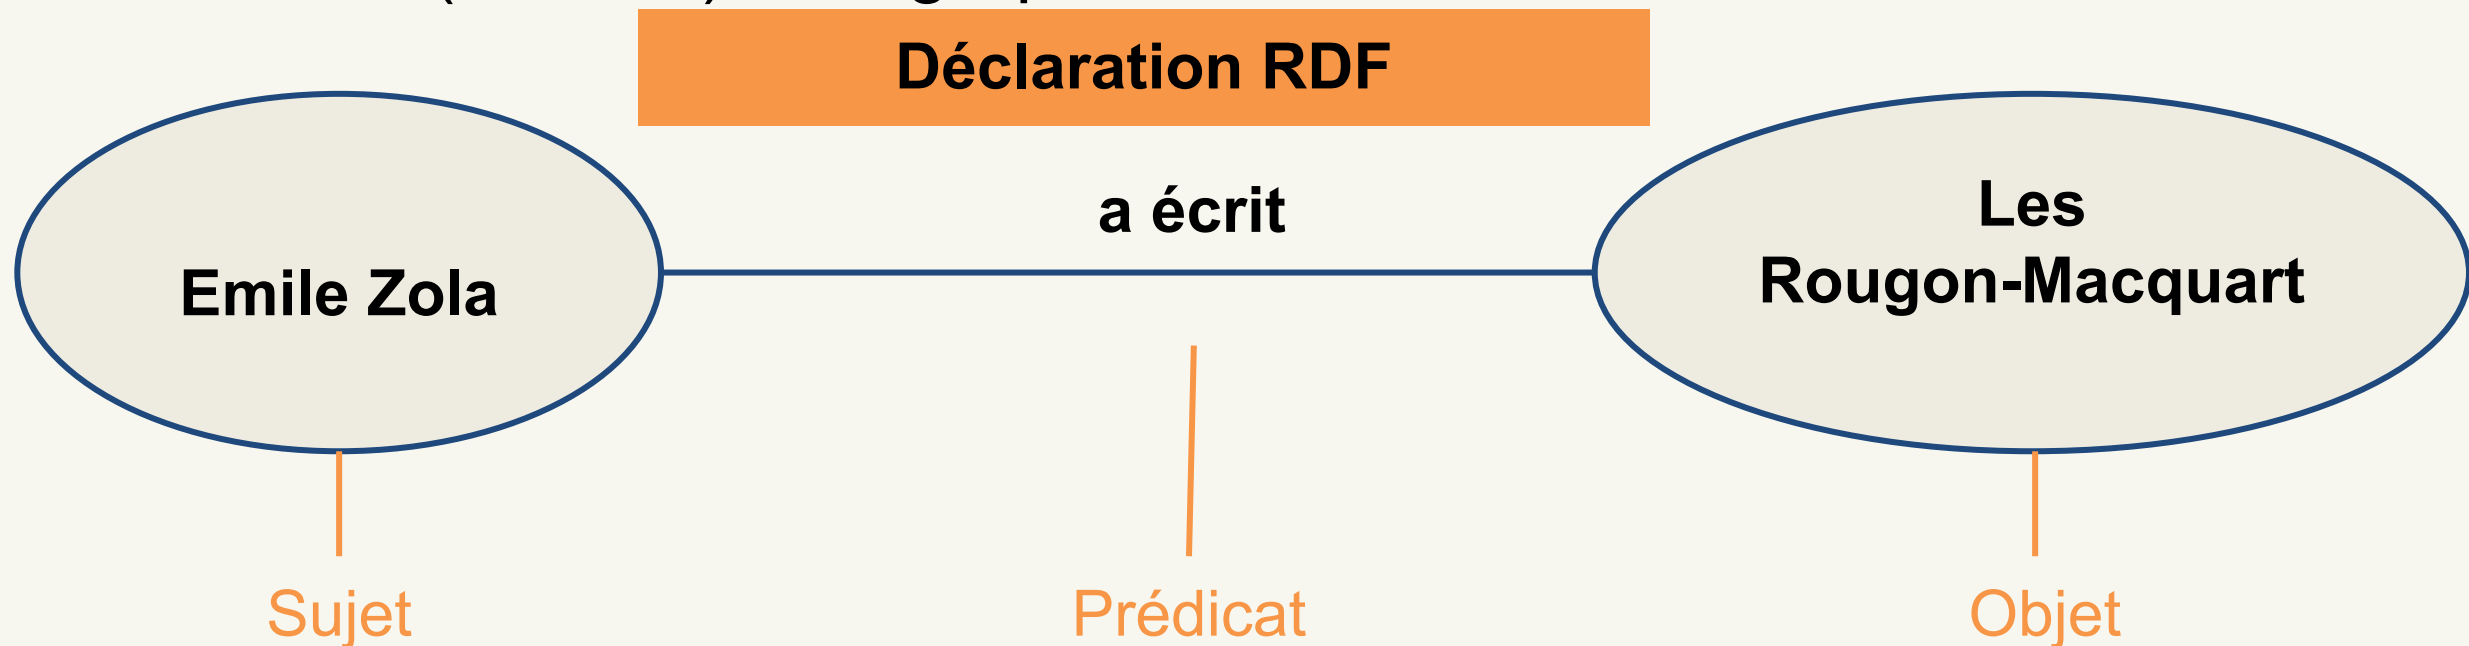 Déclaration RDF
a écrit
Emile Zola
Les
Rougon-Macquart
Sujet
Prédicat
Objet